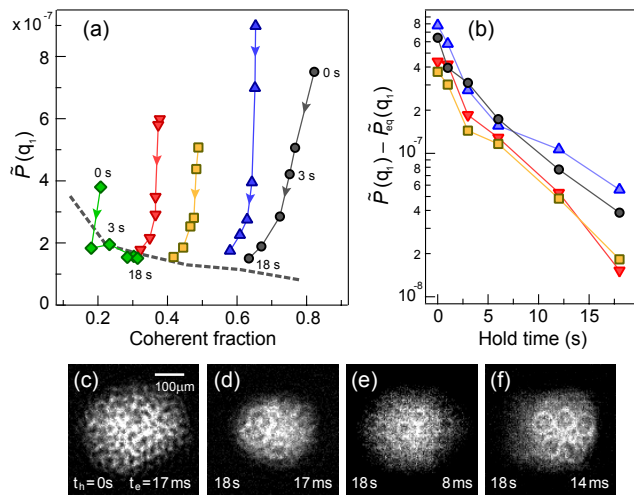 ×10⁻⁷
(a)
0 s
3 s
18 s
0 s
3 s
18 s
8
6
4
2
0
0.2
0.4
0.6
0.8
Coherent fraction
P̃(q₁)
(b)
8
6
4
2
10⁻⁷
8
6
4
2
10⁻⁸
0
5
10
15
Hold time (s)
P̃(q₁) − P̃eq(q₁)
(c)
100μm
tₕ=0s tₑ=17ms
(d)
18s 17ms
(e)
18s 8ms
(f)
18s 14ms